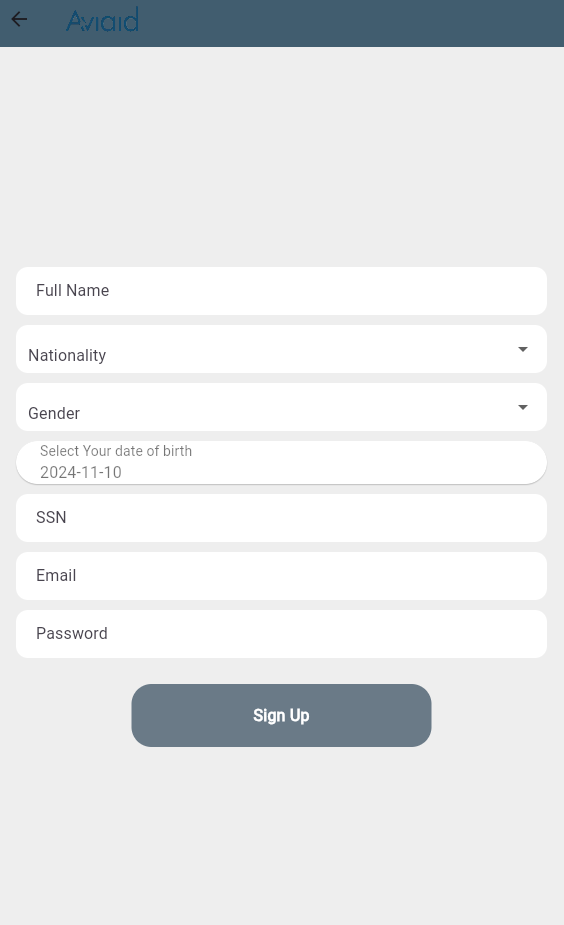 Aviaid
Full Name
Nationality
Gender
Select Your date of birth
2024-11-10
SSN
Email
Password
Sign Up